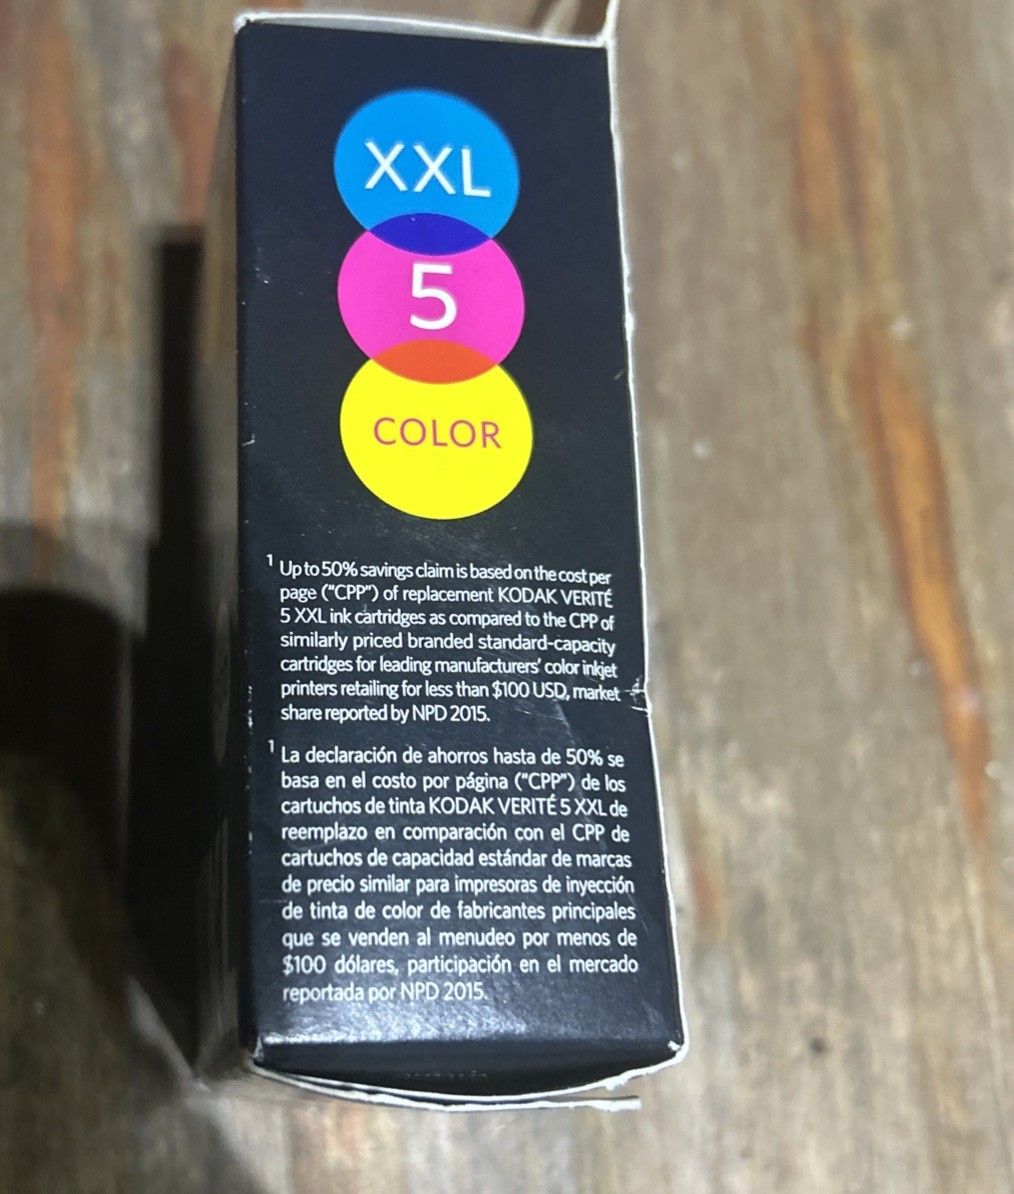 XXL
5
COLOR
1 Up to 50% savings claim is based on the cost per
page ("CPP") of replacement KODAK VERITÉ
5 XXL ink cartridges as compared to the CPP of
similarly priced branded standard-capacity
cartridges for leading manufacturers' color inkjet
printers retailing for less than $100 USD, market
share reported by NPD 2015.
1 La declaración de ahorros hasta de 50% se
basa en el costo por página ("CPP") de los
cartuchos de tinta KODAK VERITÉ 5 XXL de
reemplazo en comparación con el CPP de
cartuchos de capacidad estándar de marcas
de precio similar para impresoras de inyección
de tinta de color de fabricantes principales
que se venden al menudeo por menos de
$100 dólares, participación en el mercado
reportada por NPD 2015.